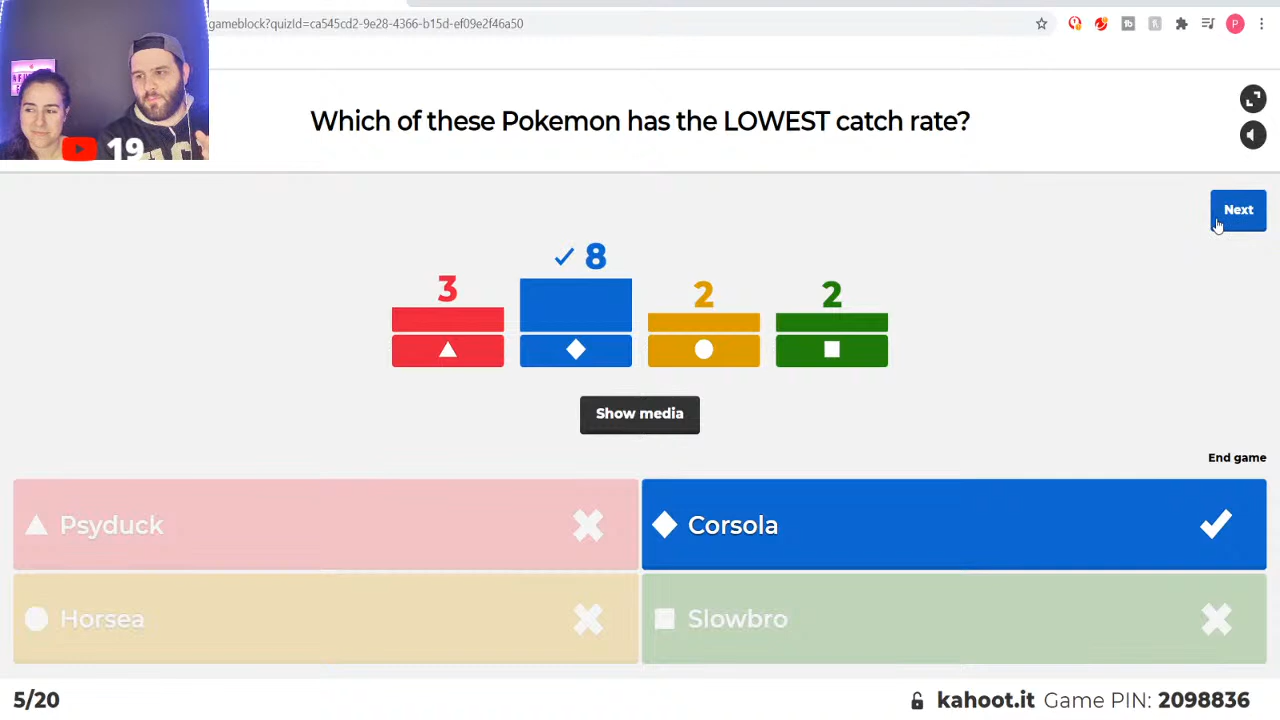 gameblock?quizId=ca545cd2-9e28-4366-b15d-ef09e2f46a50
P
19
Which of these Pokemon has the LOWEST catch rate?
Next
3
8
2
2
Show media
End game
Psyduck
Corsola
Horsea
Slowbro
5/20
kahoot.it Game PIN: 2098836